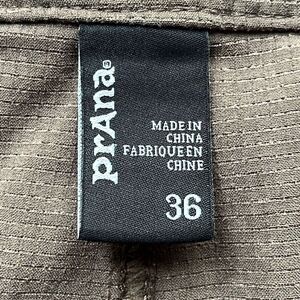 prAna
MADE IN
CHINA
FABRIQUE EN
CHINE
36